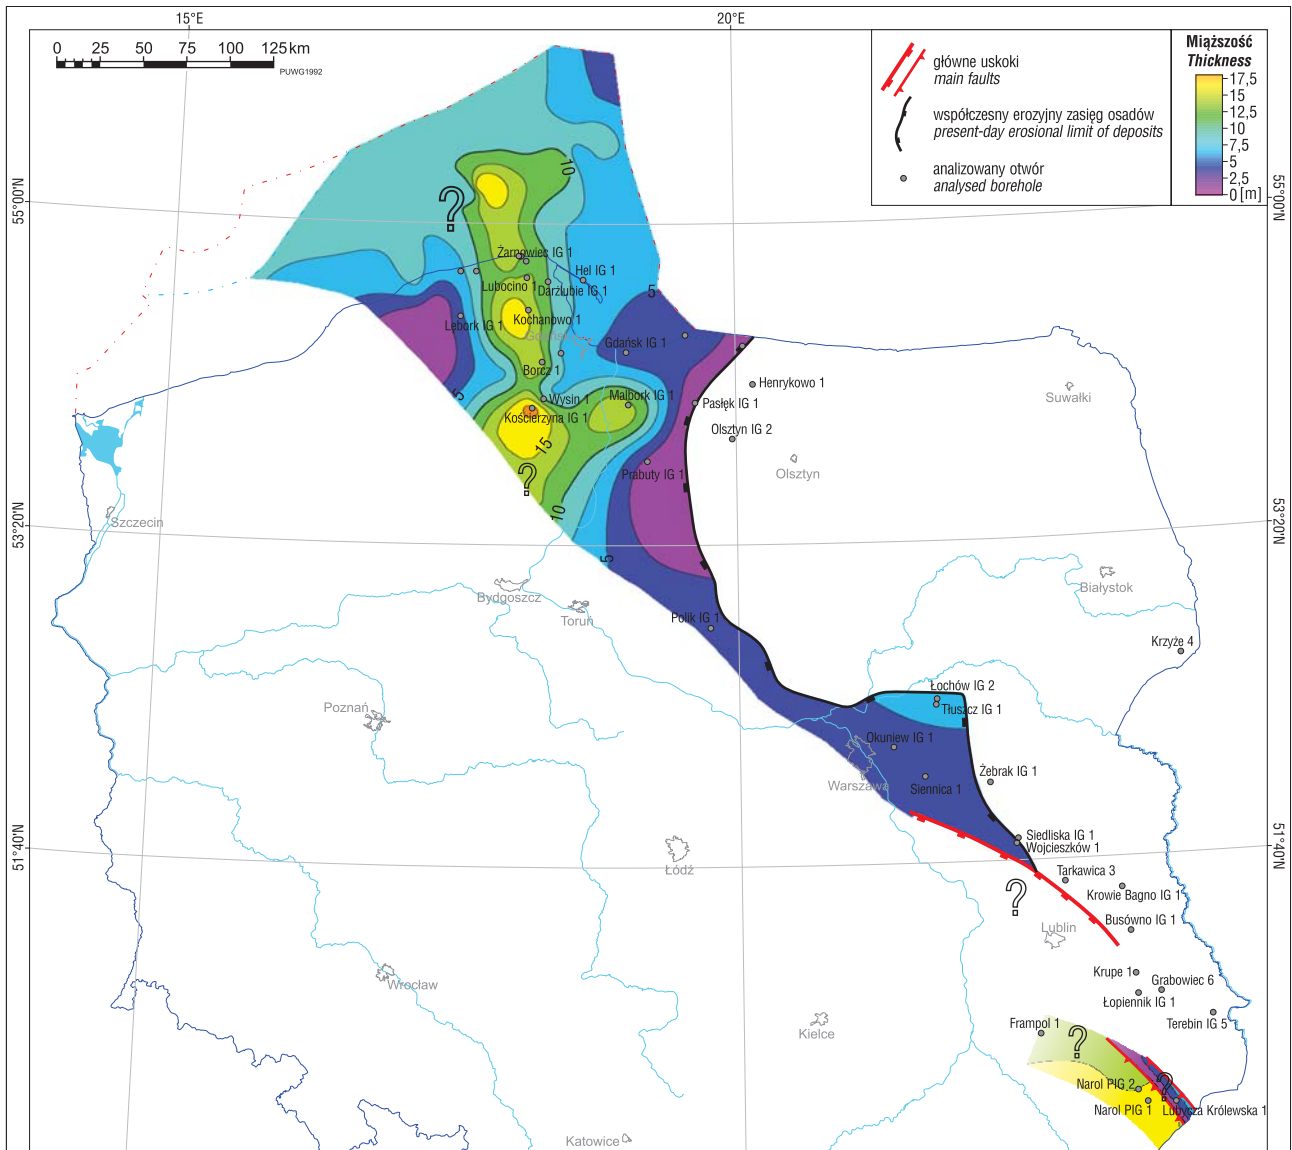 15°E
20°E
0 25 50 75 100 125 km
PUWG1992
główne uskoki
main faults
współczesny erozyjny zasięg osadów
present-day erosional limit of deposits
analizowany otwór
analysed borehole
Miąższość
Thickness
17,5
15
12,5
10
7,5
5
2,5
0 [m]
55°00'N
55°00'N
10
?
Żarnowiec IG 1
Hel IG 1
Lubocino 1
Darżlubie IG 1
5
Lębork IG 1
Kochanowo 1
Gdańsk
Gdańsk IG 1
Borcz 1
Henrykowo 1
Suwałki
5
Wysin 1
Malbork IG 1
Pasłęk IG 1
Kościerzyna IG 1
Olsztyn IG 2
15
Prabuty IG 1
Olsztyn
?
10
Szczecin
53°20'N
53°20'N
5
Białystok
Bydgoszcz
Toruń
Polik IG 1
Krzyże 4
Łochów IG 2
Poznań
Tłuszcz IG 1
Okuniew IG 1
Żebrak IG 1
Warszawa
Siennica 1
Siedliska IG 1
Wojcieszków 1
51°40'N
51°40'N
Łódź
Tarkawica 3
?
Krowie Bagno IG 1
Busówno IG 1
Lublin
Krupe 1
Grabowiec 6
Wrocław
Łopiennik IG 1
Terebin IG 5
Kielce
Frampol 1
?
Narol PIG 2
?
Narol PIG 1
Lubycza Królewska 1
Katowice